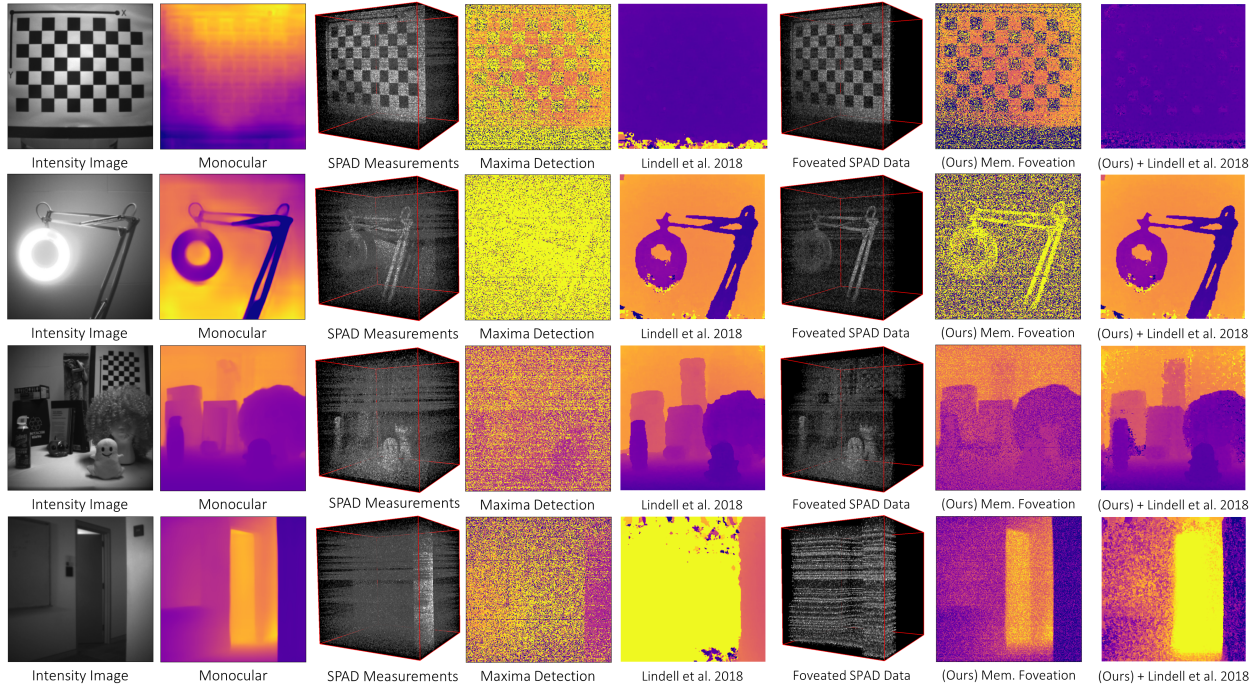 X
Y
Intensity Image Monocular SPAD Measurements Maxima Detection Lindell et al. 2018 Foveated SPAD Data (Ours) Mem. Foveation (Ours) + Lindell et al. 2018
Intensity Image Monocular SPAD Measurements Maxima Detection Lindell et al. 2018 Foveated SPAD Data (Ours) Mem. Foveation (Ours) + Lindell et al. 2018
Intensity Image Monocular SPAD Measurements Maxima Detection Lindell et al. 2018 Foveated SPAD Data (Ours) Mem. Foveation (Ours) + Lindell et al. 2018
Intensity Image Monocular SPAD Measurements Maxima Detection Lindell et al. 2018 Foveated SPAD Data (Ours) Mem. Foveation (Ours) + Lindell et al. 2018